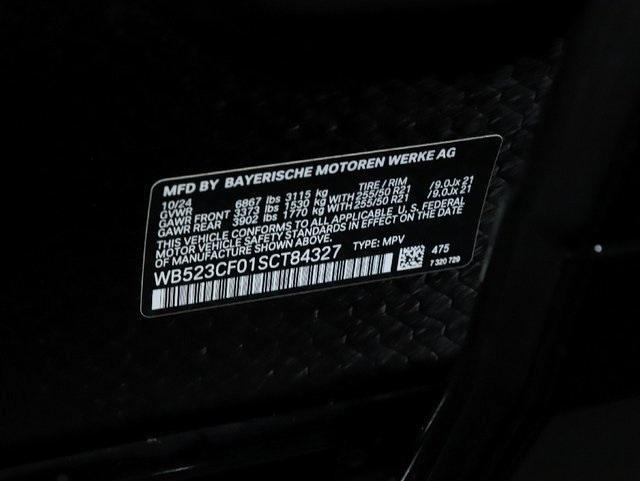 MFD BY BAYERISCHE MOTOREN WERKE AG
10/24 TIRE / RIM
GVWR 6867 lbs 3115 kg
GAWR FRONT 3373 lbs 1530 kg WITH 255/50 R21 /9.0Jx 21
GAWR REAR 3902 lbs 1770 kg WITH 255/50 R21 /9.0Jx 21
THIS VEHICLE CONFORMS TO ALL APPLICABLE U.S. FEDERAL
MOTOR VEHICLE SAFETY STANDARDS IN EFFECT ON THE DATE
OF MANUFACTURE SHOWN ABOVE.
WB523CF01SCT84327 TYPE: MPV
475
7 320 729